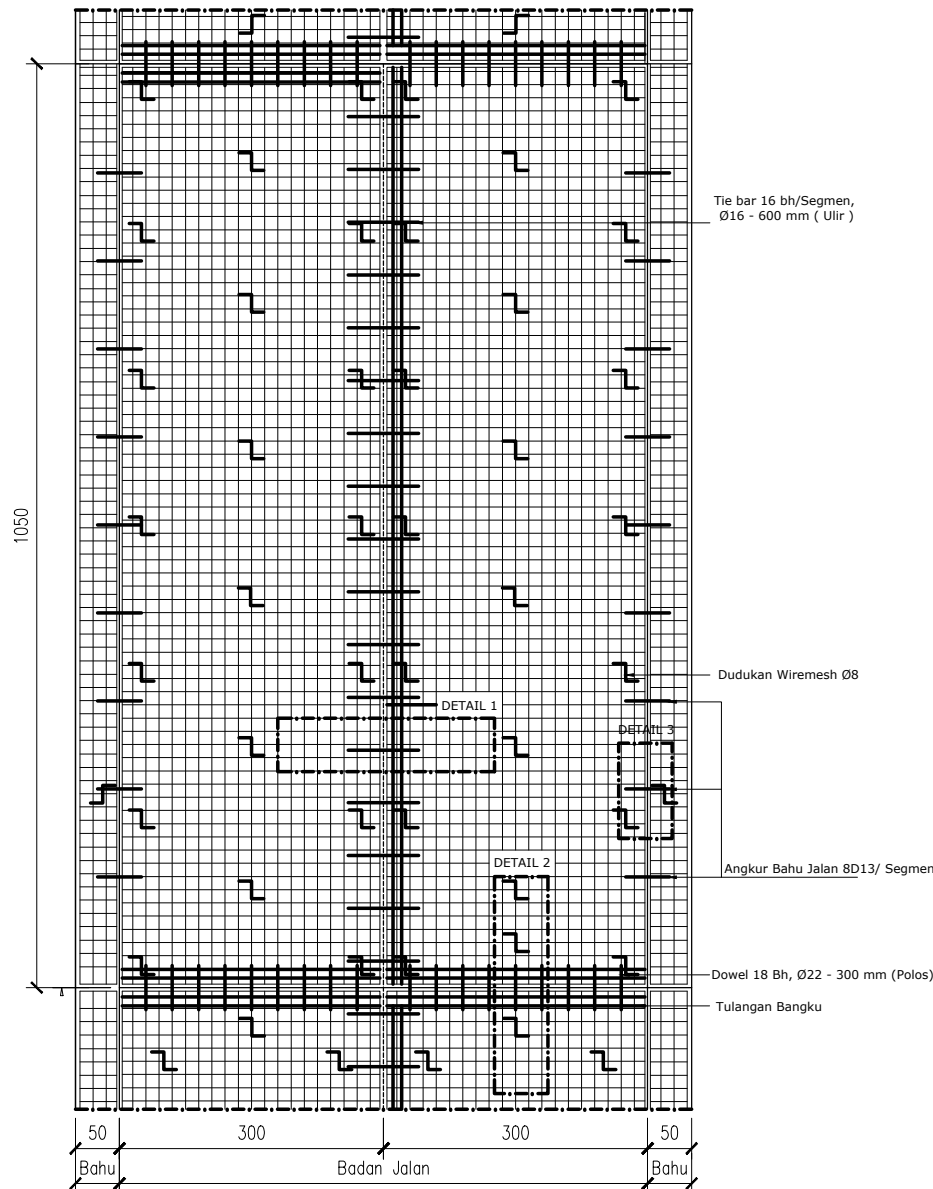 Tie bar 16 bh/Segmen,
Ø16 - 600 mm ( Ulir )
1050
Dudukan Wiremesh Ø8
DETAIL 1
DETAIL 3
DETAIL 2
Angkur Bahu Jalan 8D13/ Segmen
Dowel 18 Bh, Ø22 - 300 mm (Polos)
Tulangan Bangku
50 300 300 50
Bahu Badan Jalan Bahu